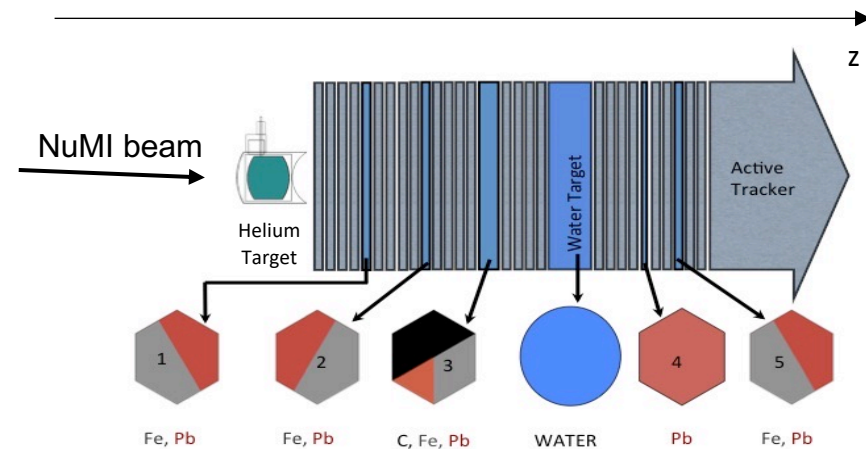 z
NuMI beam
Helium
Target
Water Target
Active
Tracker
1
2
3
4
5
Fe, Pb
Fe, Pb
C, Fe, Pb
WATER
Pb
Fe, Pb